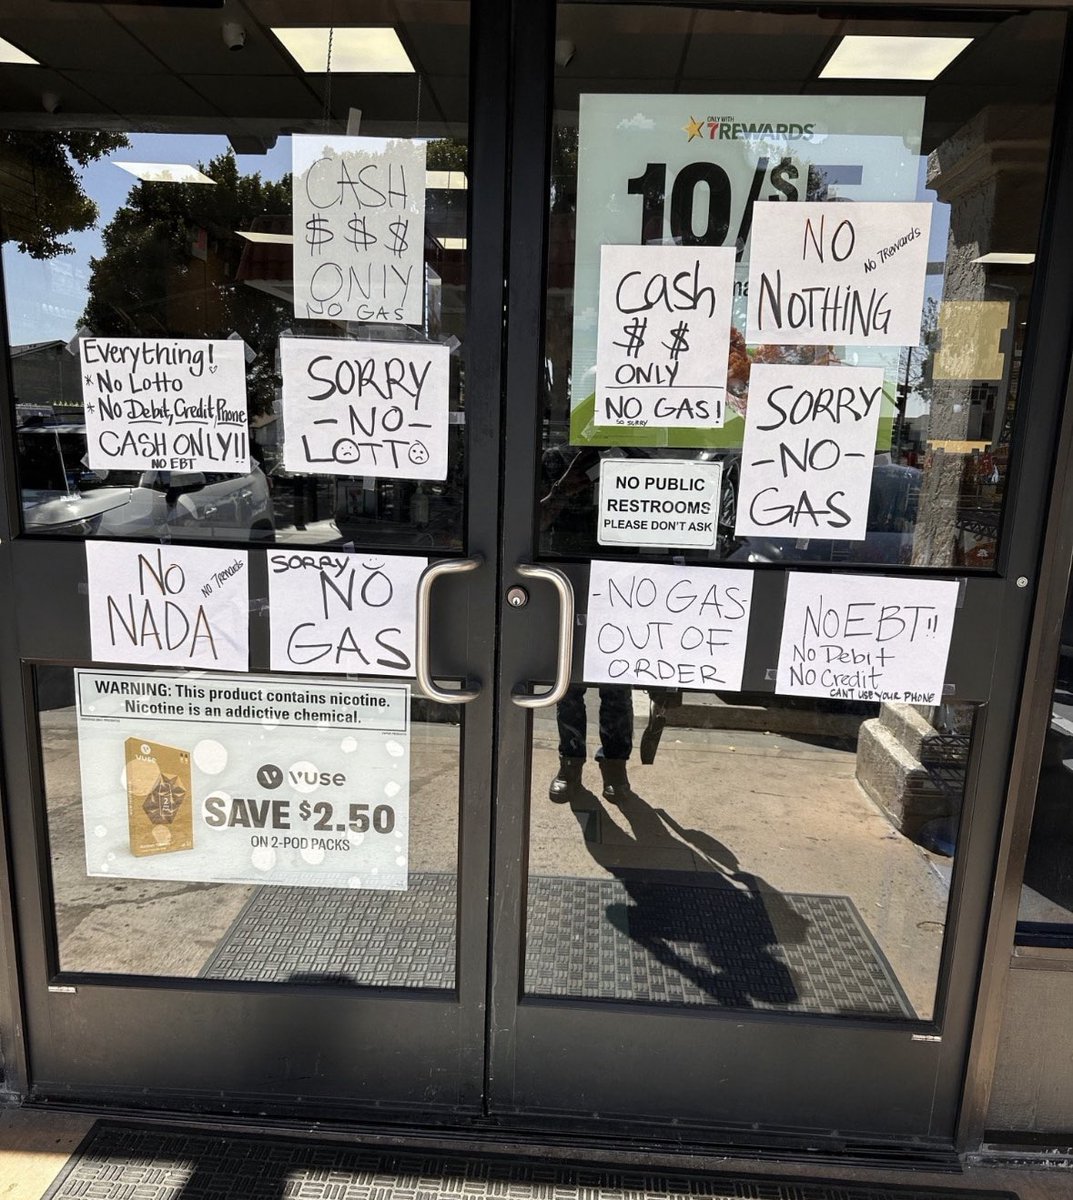 CASH
$ $ $
ONLY
NO GAS
Everything!
* No Lotto
* No Debit, Credit, Phone
CASH ONLY!!
NO EBT
SORRY
-NO-
LOTTO
NO
No 7Rewards
NADA
SORRY
NO
GAS
WARNING: This product contains nicotine.
Nicotine is an addictive chemical.
vuse
vuse
SAVE $2.50
ON 2-POD PACKS
ONLY WITH
7REWARDS
10/$5
NO
No 7Rewards
NOTHING
Cash
$ $
ONLY
NO GAS!
SO SORRY
SORRY
-NO-
GAS
NO PUBLIC
RESTROOMS
PLEASE DON'T ASK
-NO GAS-
OUT OF
ORDER
NO EBT!!
No Debit
No Credit
CANT USE YOUR PHONE